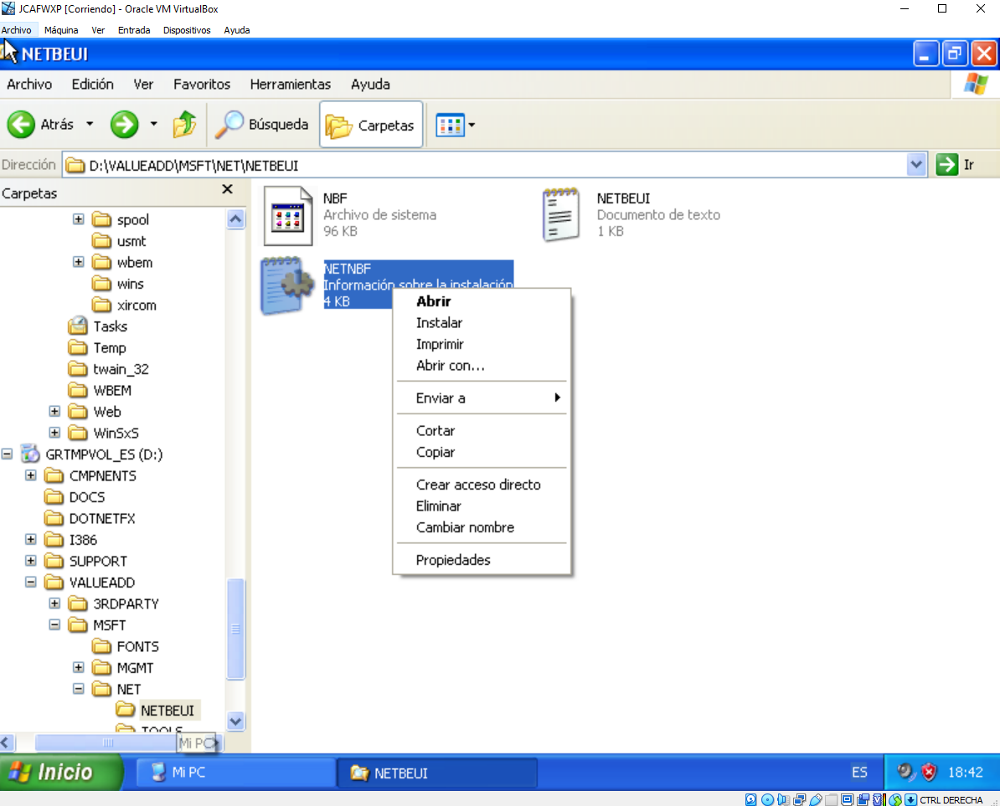 JCAFWXP [Corriendo] - Oracle VM VirtualBox
Archivo Máquina Ver Entrada Dispositivos Ayuda
NETBEUI
Archivo Edición Ver Favoritos Herramientas Ayuda
Atrás Búsqueda Carpetas
Dirección D:\VALUEADD\MSFT\NET\NETBEUI Ir
Carpetas
spool
usmt
wbem
wins
xircom
Tasks
Temp
twain_32
WBEM
Web
WinSxS
GRTMPVOL_ES (D:)
CMPNENTS
DOCS
DOTNETFX
I386
SUPPORT
VALUEADD
3RDPARTY
MSFT
FONTS
MGMT
NET
NETBEUI
TOOLS
Mi PC
NBF
Archivo de sistema
96 KB
NETBEUI
Documento de texto
1 KB
NETNBF
Información sobre la instalación
4 KB
Abrir
Instalar
Imprimir
Abrir con...
Enviar a
Cortar
Copiar
Crear acceso directo
Eliminar
Cambiar nombre
Propiedades
Inicio Mi PC NETBEUI ES 18:42
CTRL DERECHA